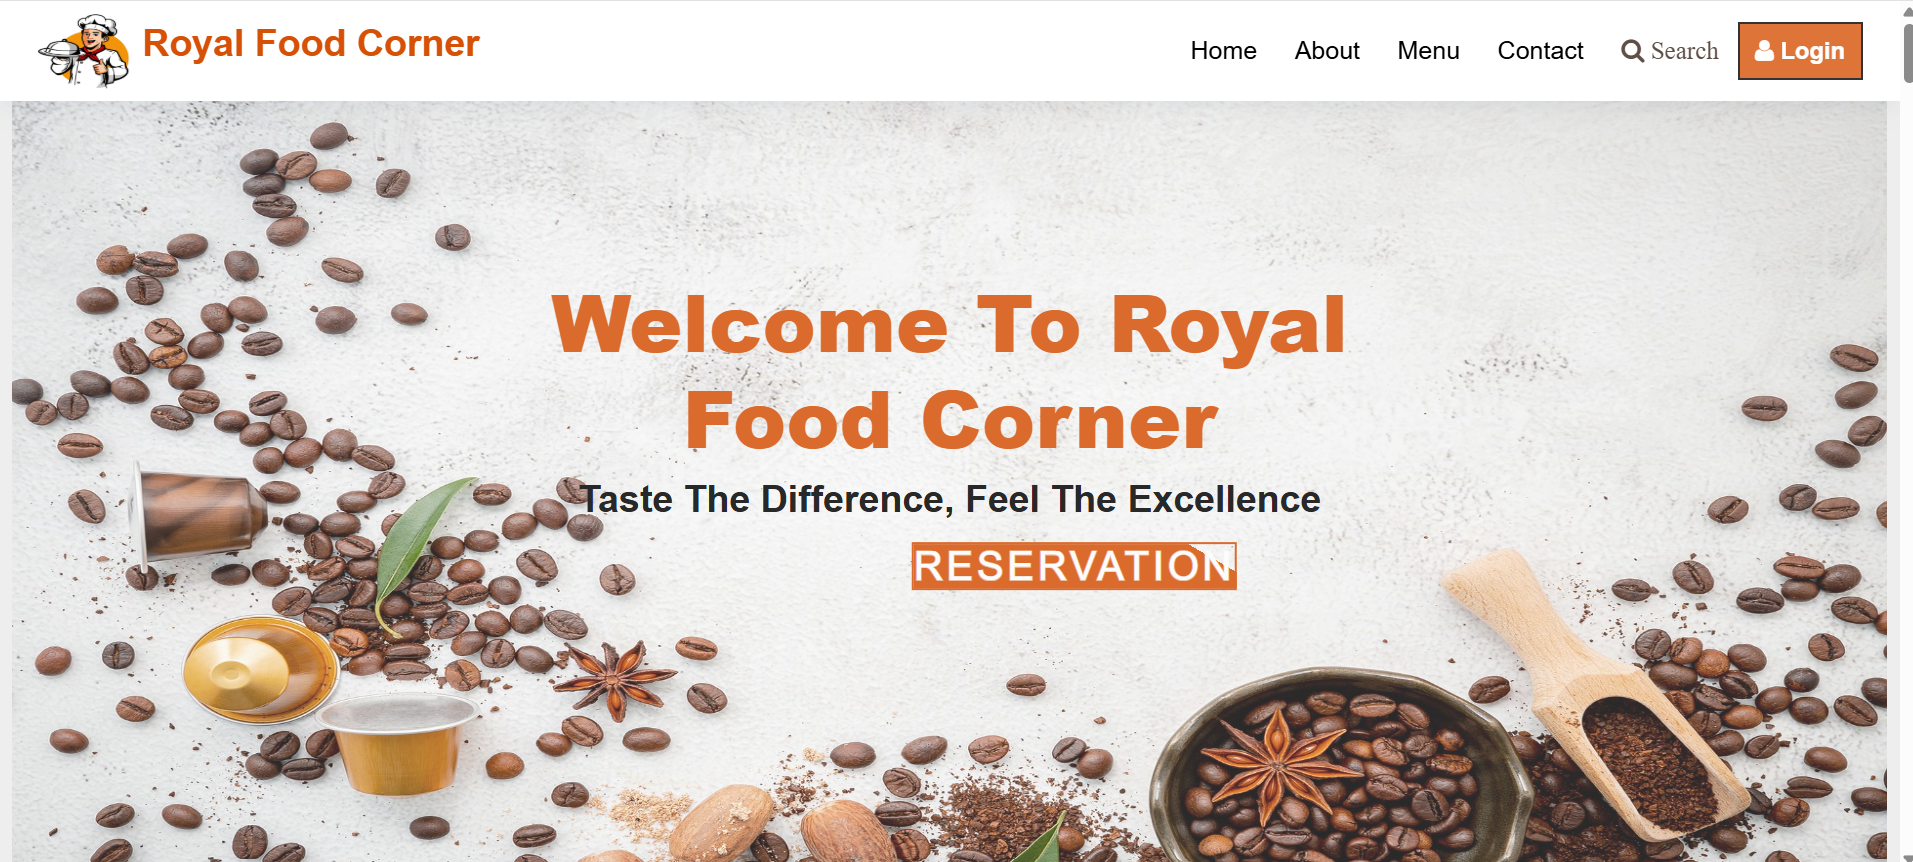 Royal Food Corner
Home About Menu Contact Search Login
Welcome To Royal
Food Corner
Taste The Difference, Feel The Excellence
RESERVATION